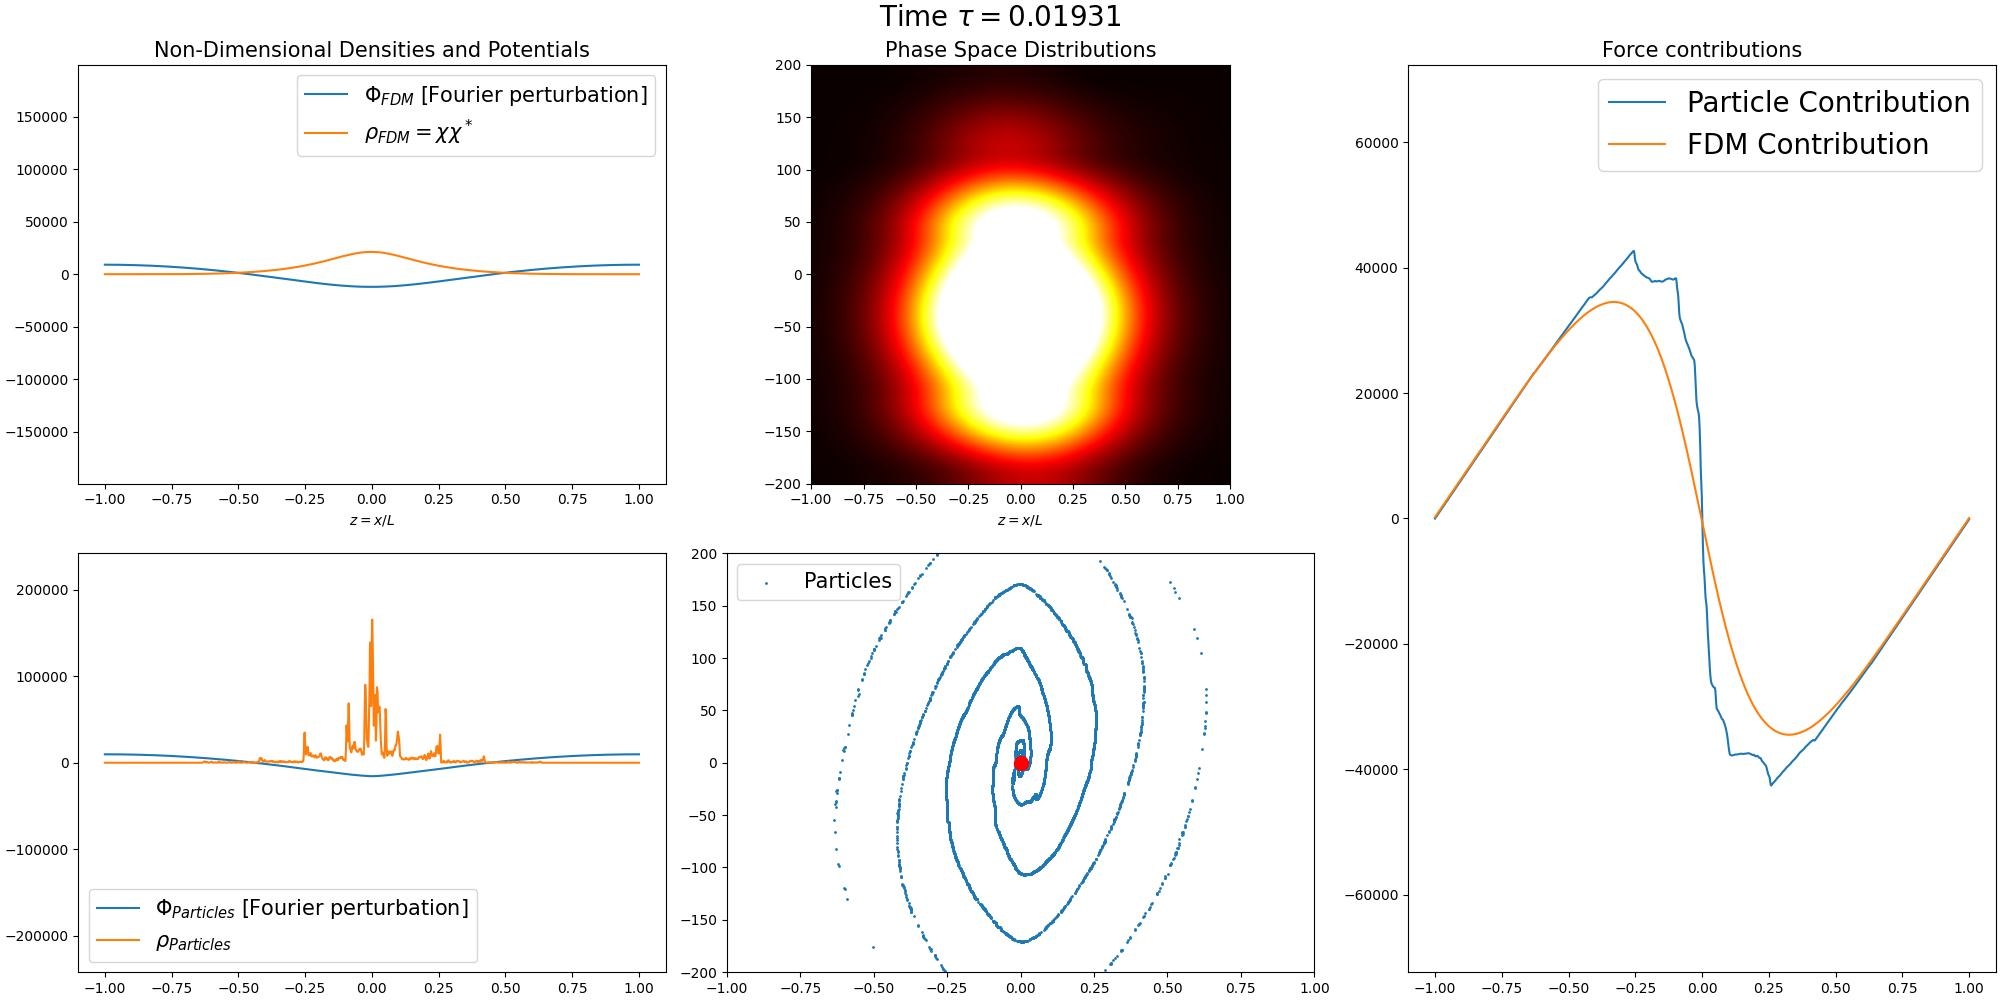 Time τ = 0.01931
Non-Dimensional Densities and Potentials
Φ_FDM [Fourier perturbation]
ρ_FDM = χχ*
150000
100000
50000
0
−50000
−100000
−150000
−1.00 −0.75 −0.50 −0.25 0.00 0.25 0.50 0.75 1.00
z = x/L
Phase Space Distributions
200
150
100
50
0
−50
−100
−150
−200
−1.00 −0.75 −0.50 −0.25 0.00 0.25 0.50 0.75 1.00
z = x/L
Force contributions
Particle Contribution
FDM Contribution
60000
40000
20000
0
−20000
−40000
−60000
−1.00 −0.75 −0.50 −0.25 0.00 0.25 0.50 0.75 1.00
200000
100000
0
−100000
−200000
Φ_Particles [Fourier perturbation]
ρ_Particles
−1.00 −0.75 −0.50 −0.25 0.00 0.25 0.50 0.75 1.00
Particles
200
150
100
50
0
−50
−100
−150
−200
−1.00 −0.75 −0.50 −0.25 0.00 0.25 0.50 0.75 1.00